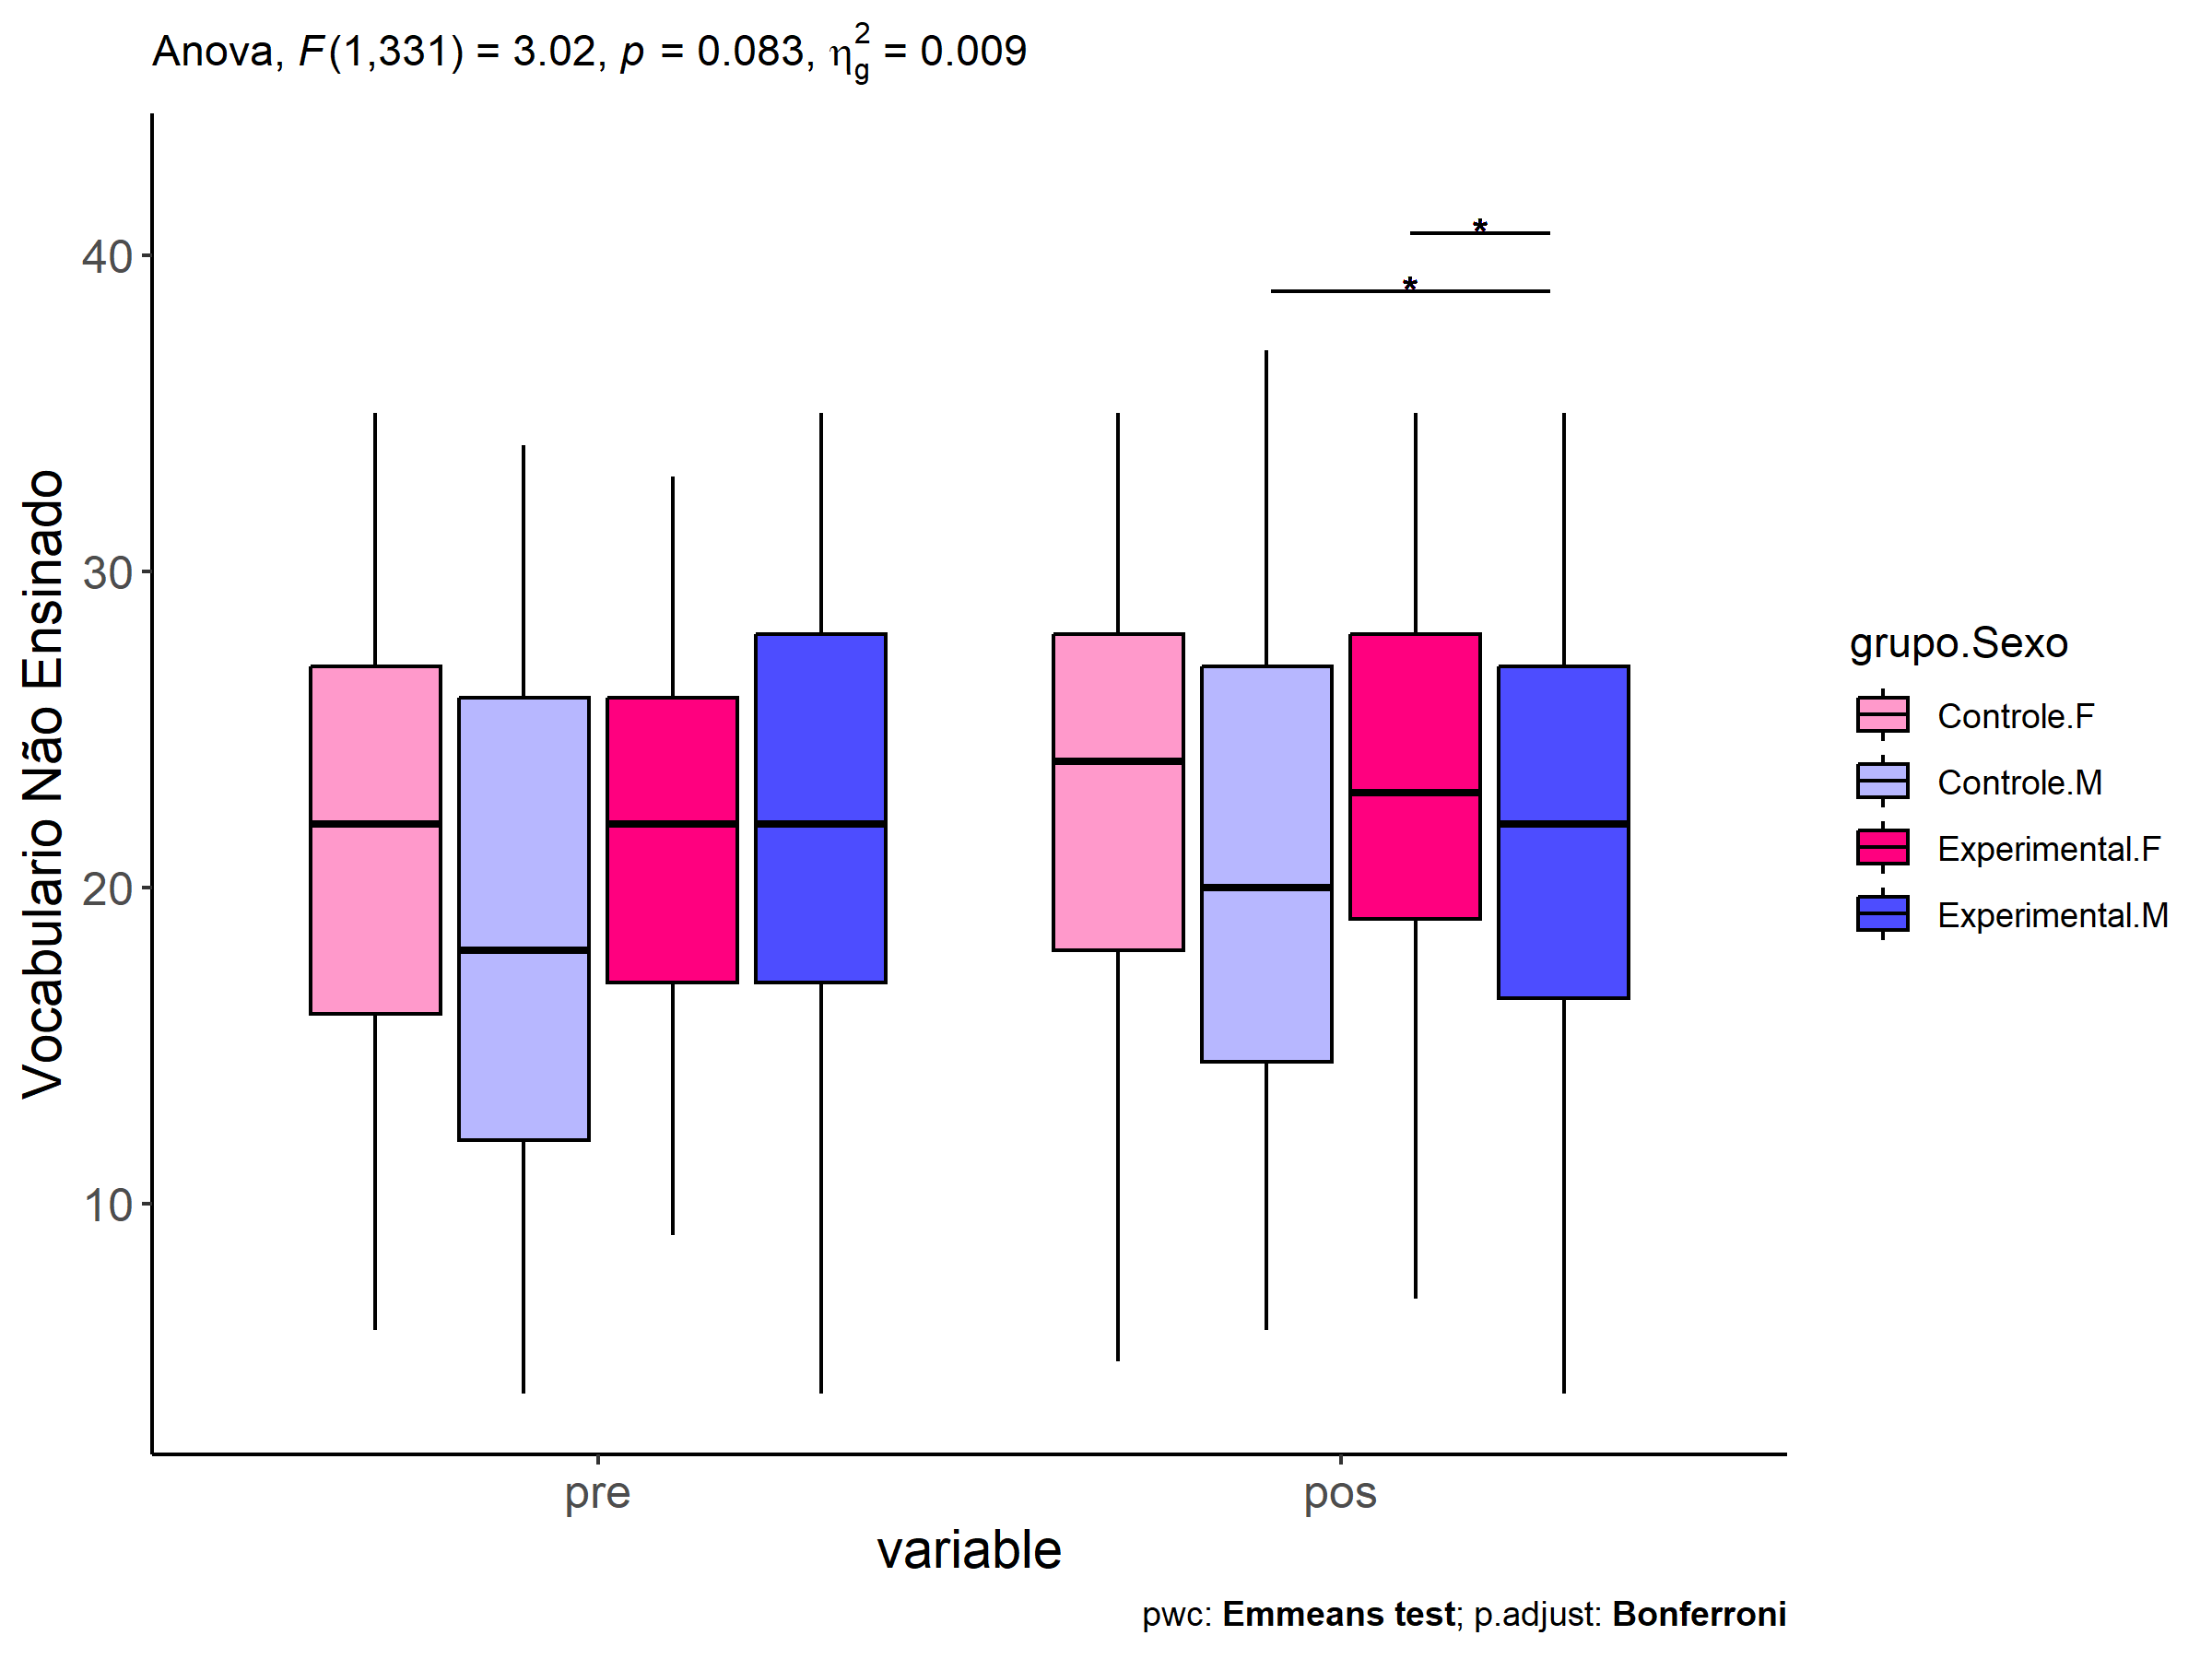 Anova, F(1,331) = 3.02, p = 0.083, η²g = 0.009
Vocabulario Não Ensinado
40
30
20
10
*
*
pre
pos
variable
grupo.Sexo
Controle.F
Controle.M
Experimental.F
Experimental.M
pwc: Emmeans test; p.adjust: Bonferroni